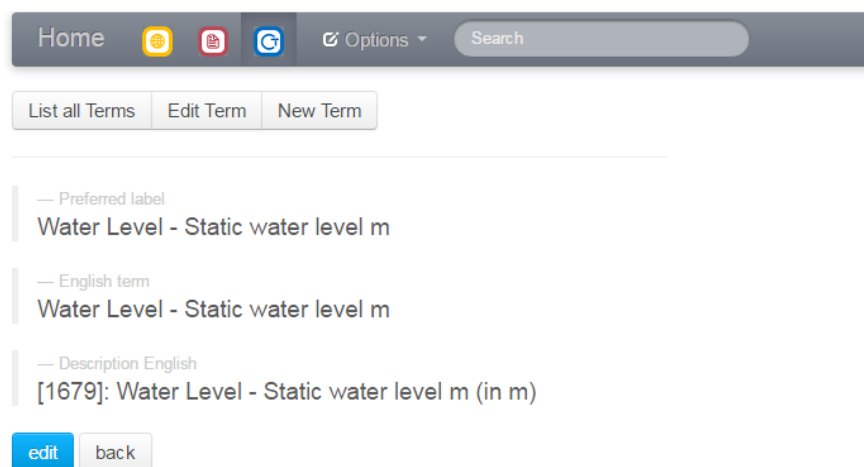 Home Options Search
List all Terms Edit Term New Term
— Preferred label
Water Level - Static water level m
— English term
Water Level - Static water level m
— Description English
[1679]: Water Level - Static water level m (in m)
edit back